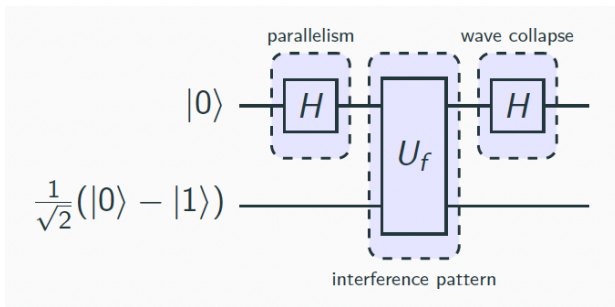 parallelism
wave collapse
|0⟩
H
H
U_f
1/√2(|0⟩ − |1⟩)
interference pattern